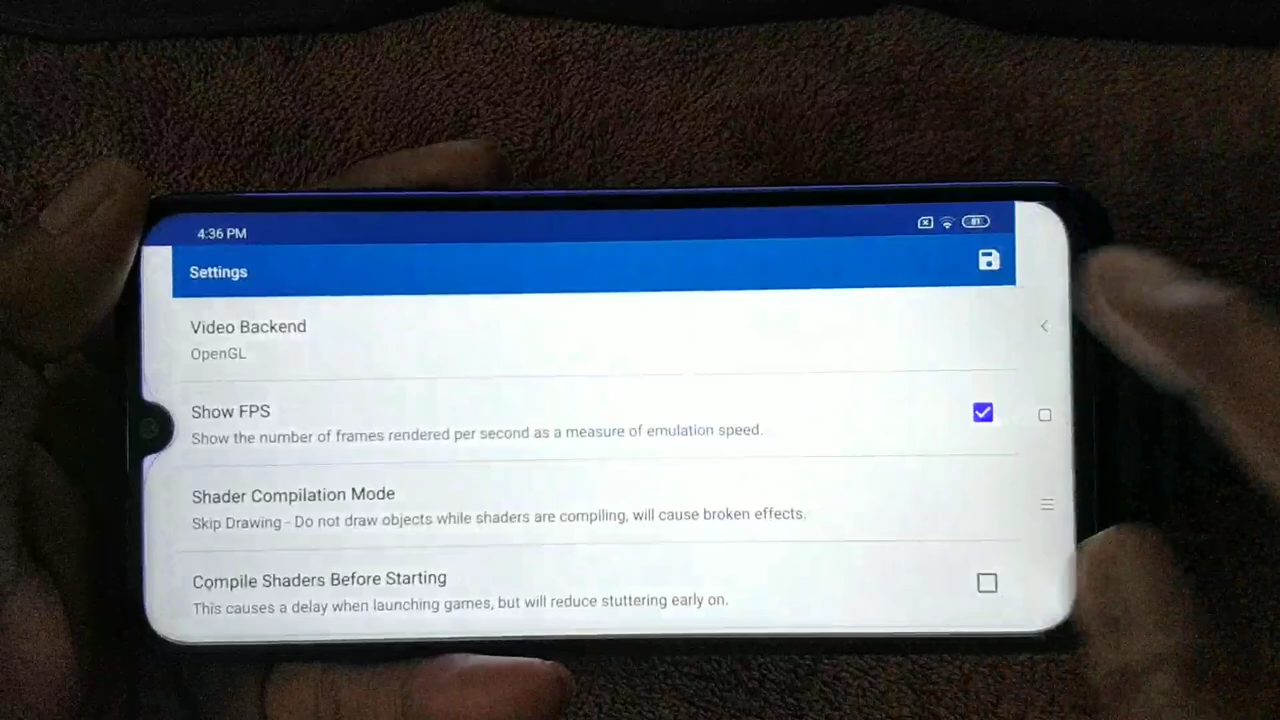 4:36 PM
81
Settings
Video Backend
OpenGL
Show FPS
Show the number of frames rendered per second as a measure of emulation speed.
Shader Compilation Mode
Skip Drawing - Do not draw objects while shaders are compiling, will cause broken effects.
Compile Shaders Before Starting
This causes a delay when launching games, but will reduce stuttering early on.